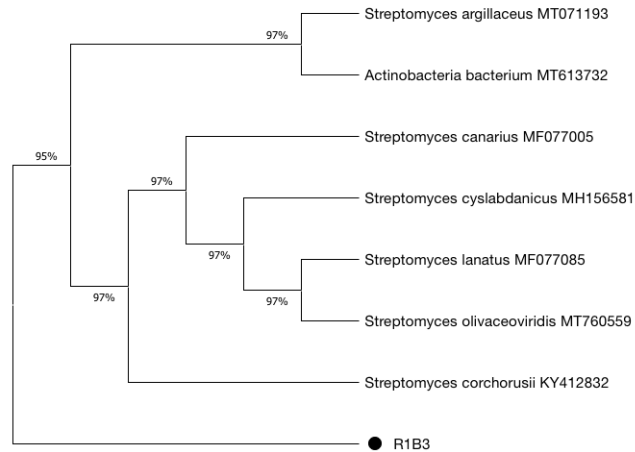 97%
Streptomyces argillaceus MT071193
Actinobacteria bacterium MT613732
Streptomyces canarius MF077005
95%
97%
Streptomyces cyslabdanicus MH156581
97%
Streptomyces lanatus MF077085
97%
97%
Streptomyces olivaceoviridis MT760559
Streptomyces corchorusii KY412832
R1B3